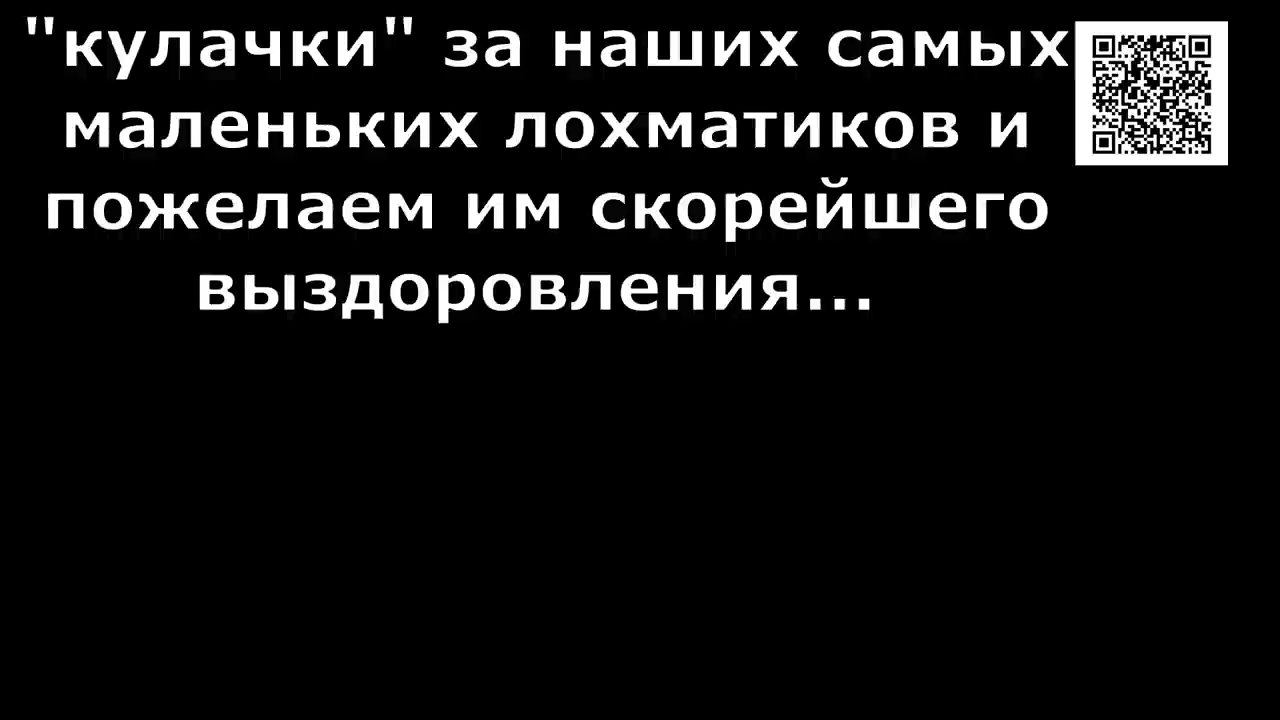 "кулачки" за наших самых
маленьких лохматиков и
пожелаем им скорейшего
выздоровления...